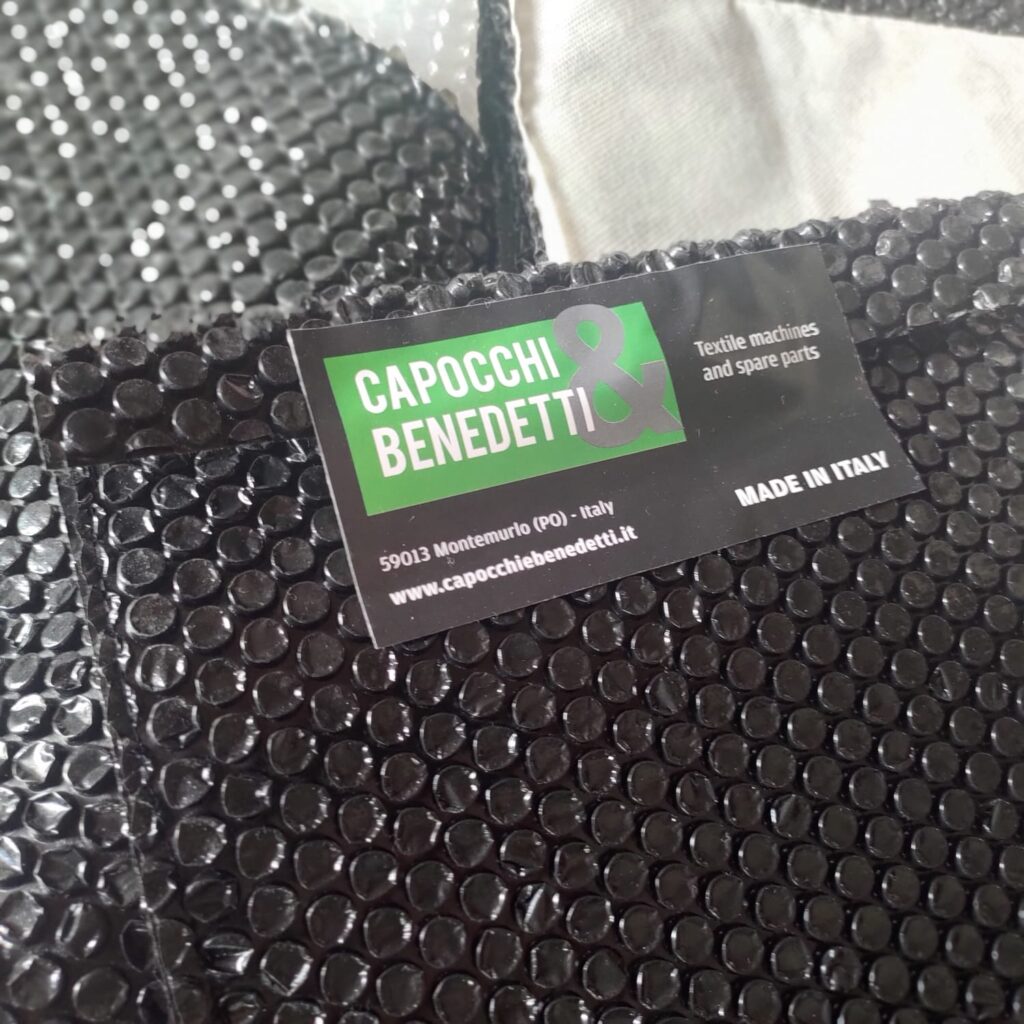 CAPOCCHI &
BENEDETTI
Textile machines
and spare parts
59013 Montemurlo (PO) - Italy
www.capocchiebenedetti.it
MADE IN ITALY